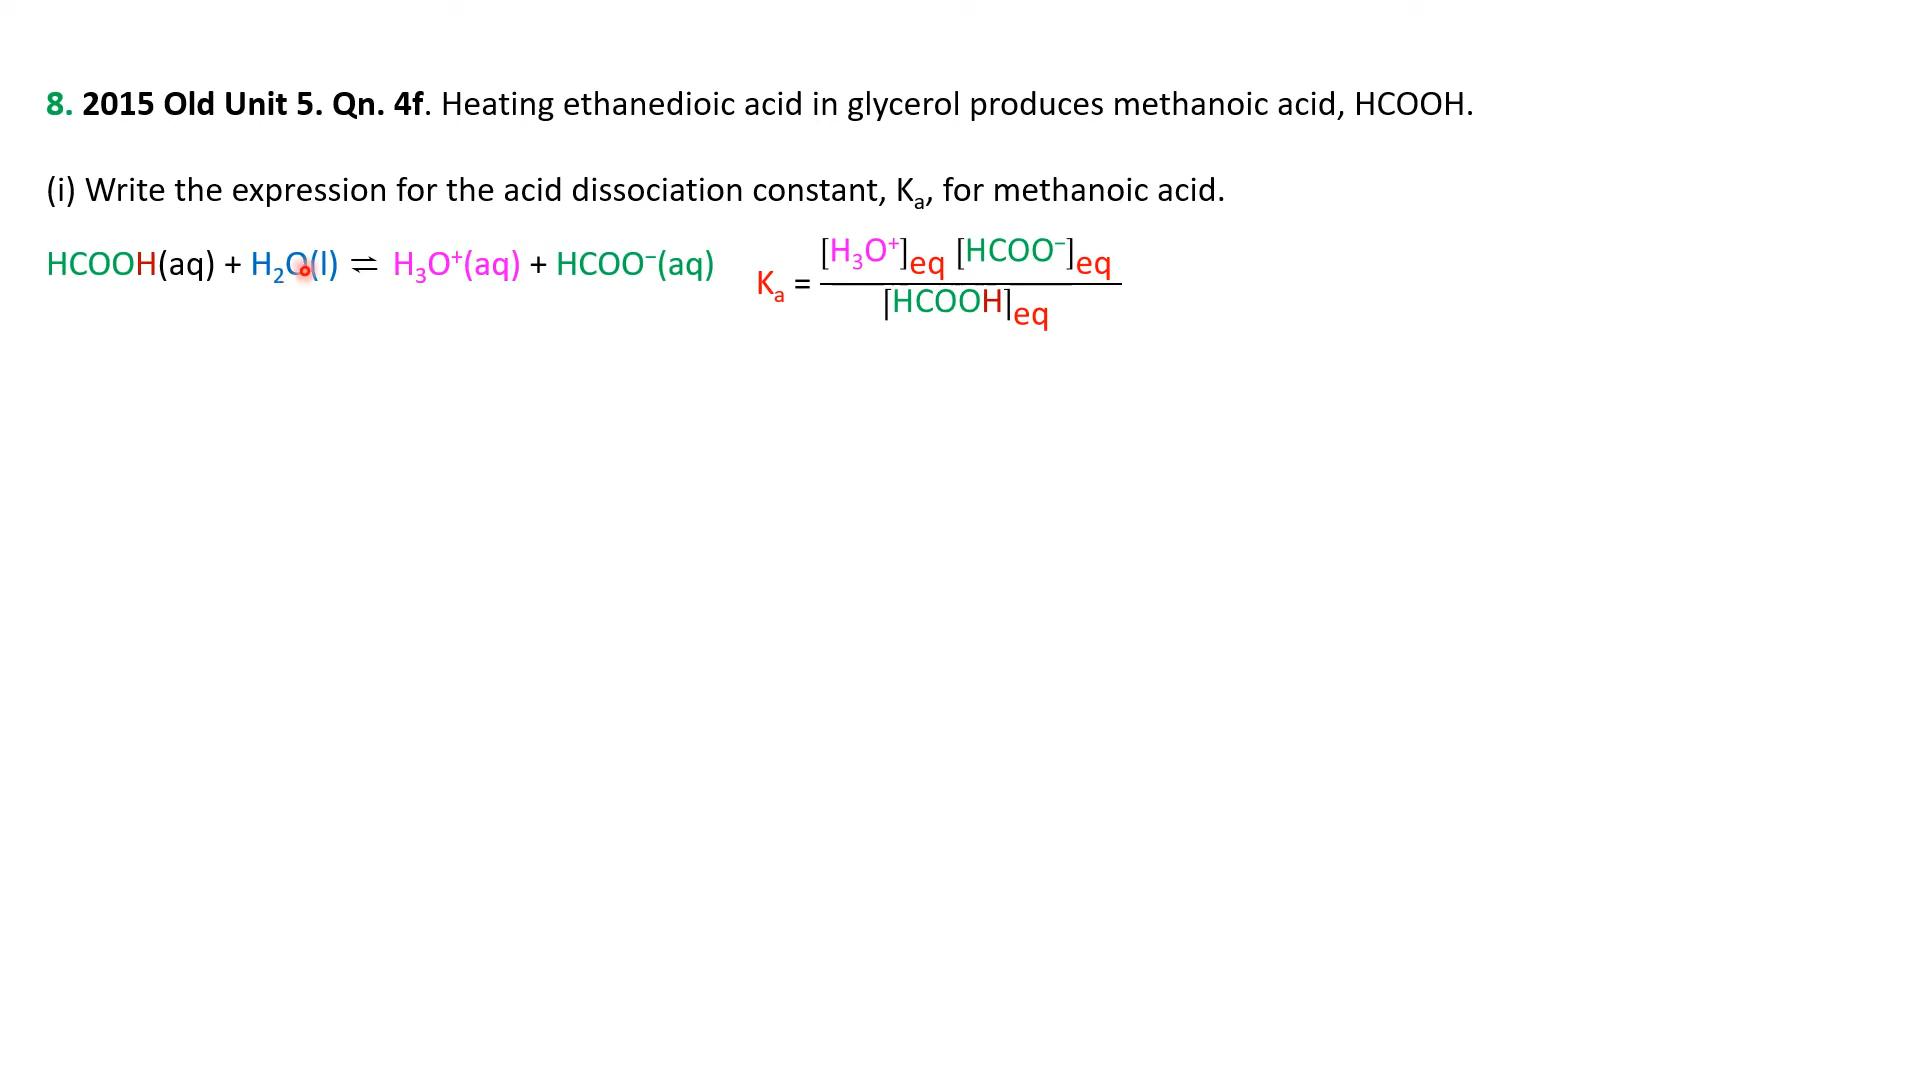 8. 2015 Old Unit 5. Qn. 4f. Heating ethanedioic acid in glycerol produces methanoic acid, HCOOH.
(i) Write the expression for the acid dissociation constant, Kₐ, for methanoic acid.
HCOOH(aq) + H₂O(l) ⇌ H₃O⁺(aq) + HCOO⁻(aq)
Kₐ = [H₃O⁺]eq [HCOO⁻]eq
[HCOOH]eq